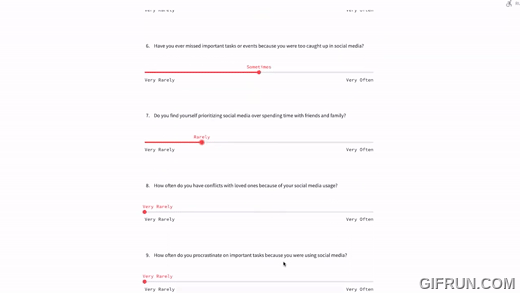 Very Rarely Very Often
6. Have you ever missed important tasks or events because you were too caught up in social media?
Sometimes
Very Rarely Very Often
7. Do you find yourself prioritizing social media over spending time with friends and family?
Rarely
Very Rarely Very Often
8. How often do you have conflicts with loved ones because of your social media usage?
Very Rarely
Very Rarely Very Often
9. How often do you procrastinate on important tasks because you were using social media?
Very Rarely
Very Rarely Very Often
GIFRUN.COM